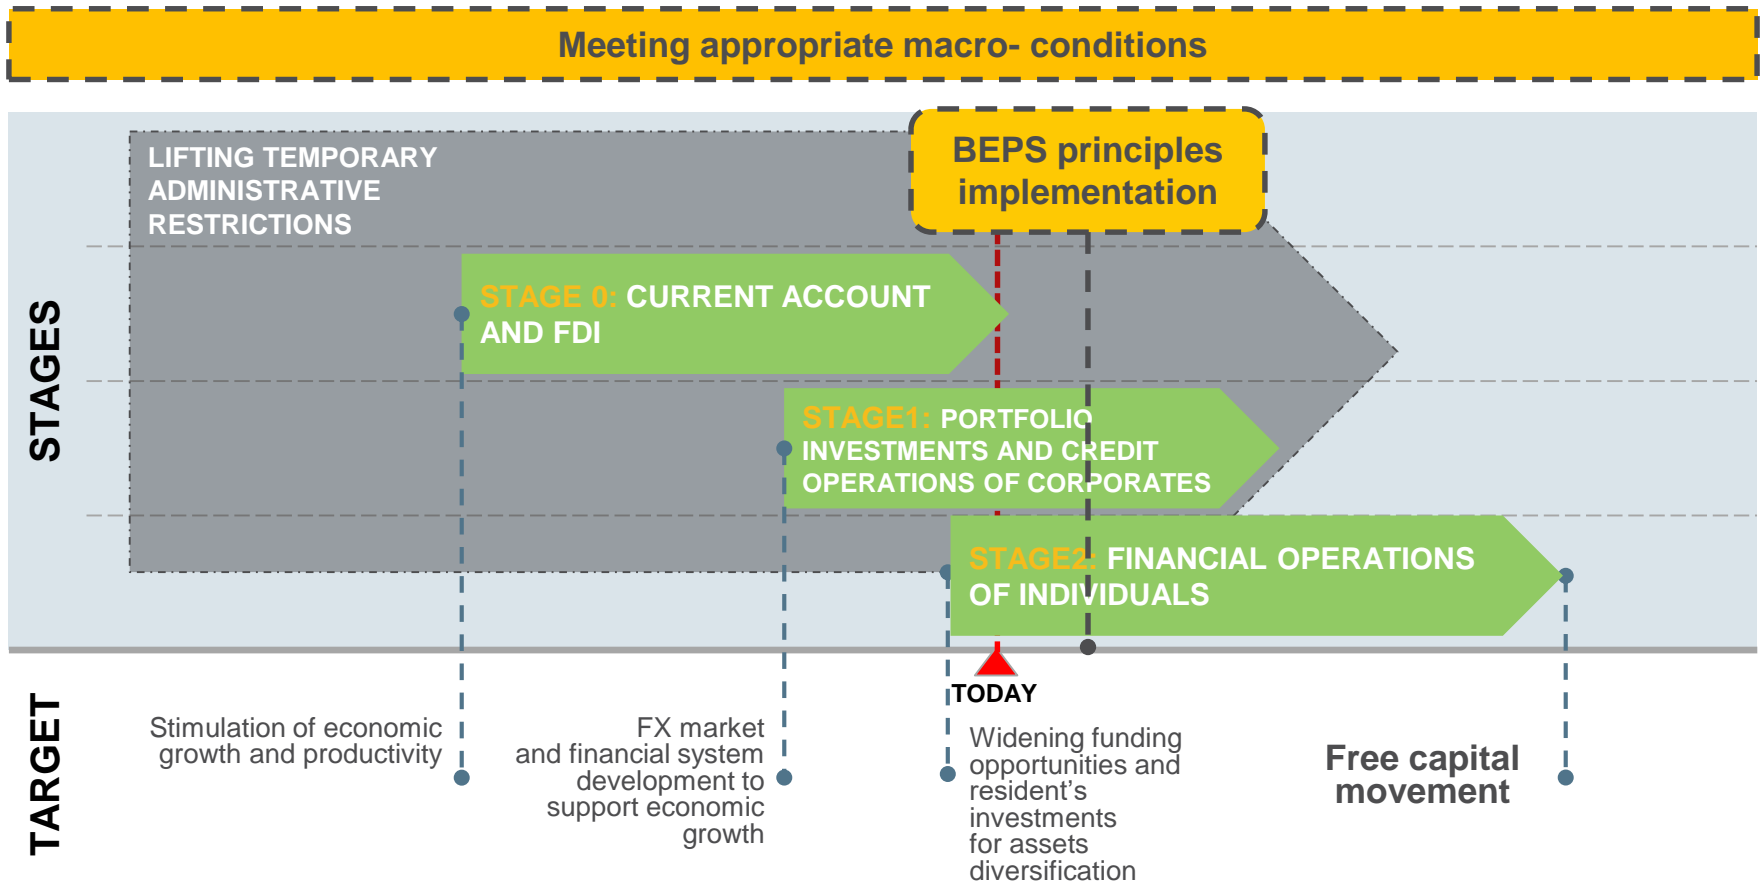 Meeting appropriate macro- conditions
LIFTING TEMPORARY
ADMINISTRATIVE
RESTRICTIONS
BEPS principles
implementation
STAGES
STAGE 0: CURRENT ACCOUNT
AND FDI
STAGE1: PORTFOLIO
INVESTMENTS AND CREDIT
OPERATIONS OF CORPORATES
STAGE2: FINANCIAL OPERATIONS
OF INDIVIDUALS
TODAY
TARGET
Stimulation of economic
growth and productivity
FX market
and financial system
development to
support economic
growth
Widening funding
opportunities and
resident’s
investments
for assets
diversification
Free capital
movement